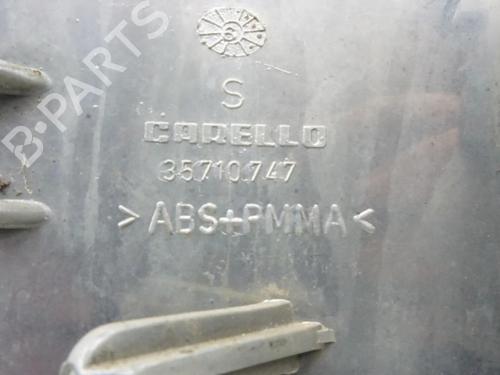 B-PARTS
S
S
CARELLO
35710747
>ABS+PMMA<